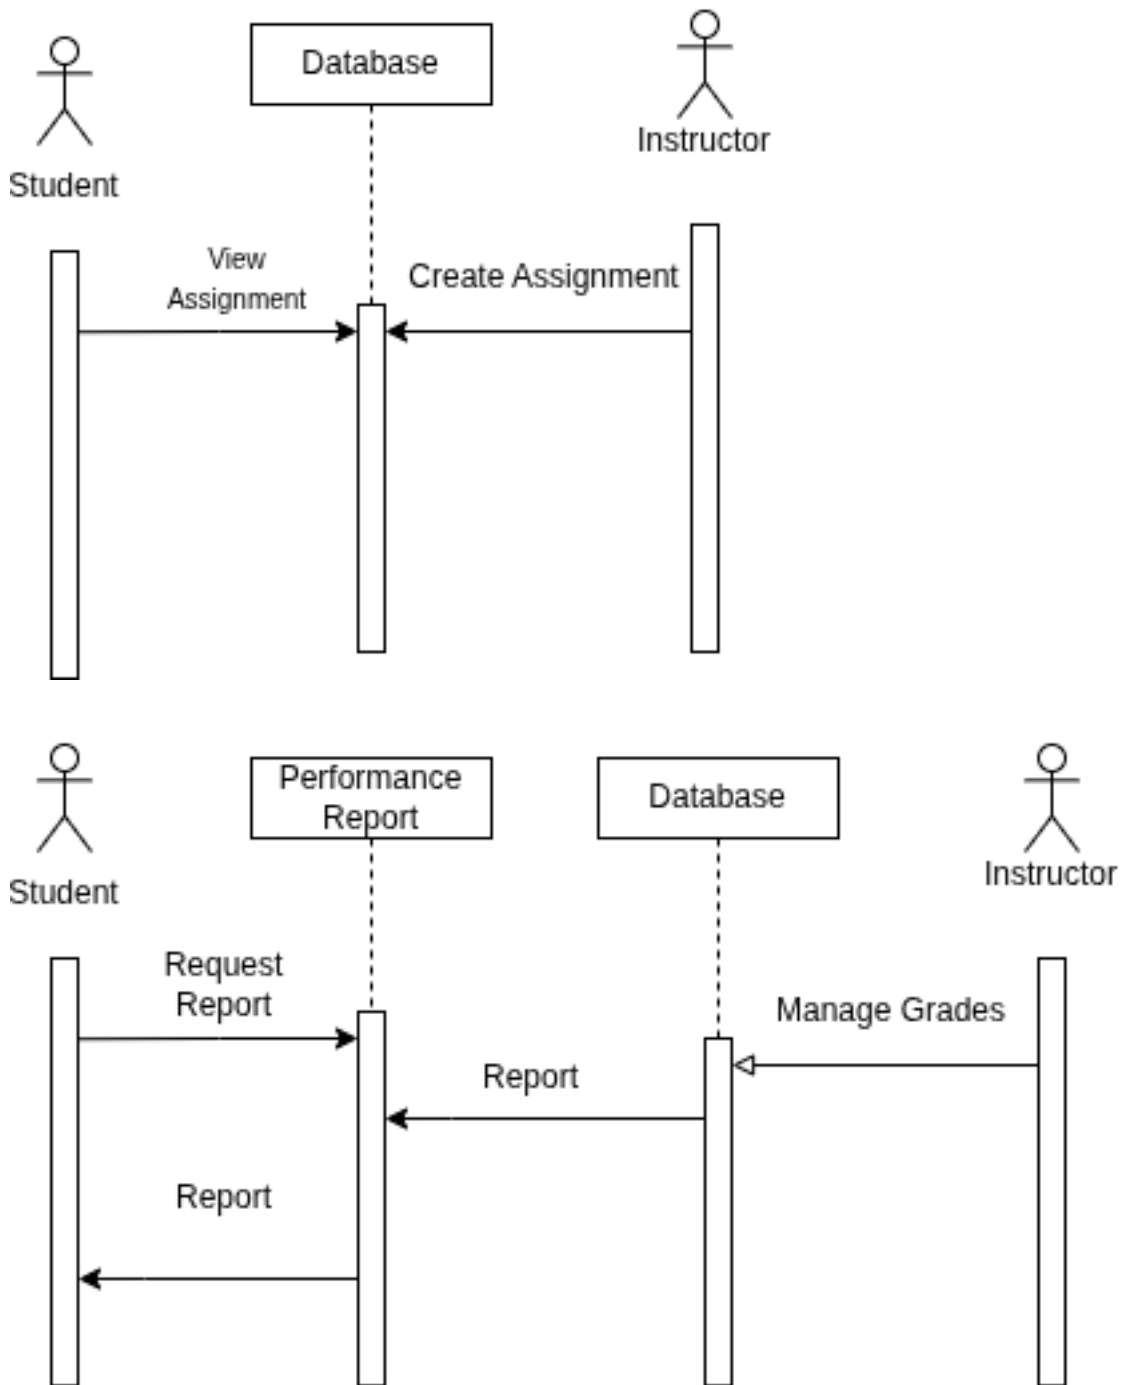 Database
Instructor
Student
View
Assignment
Create Assignment
Performance
Report
Database
Instructor
Student
Request
Report
Manage Grades
Report
Report